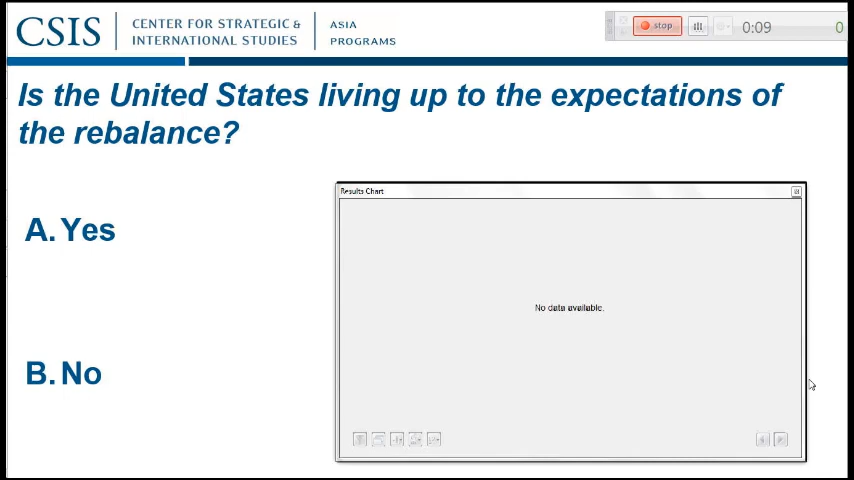 CSIS
CENTER FOR STRATEGIC &
INTERNATIONAL STUDIES
ASIA
PROGRAMS
stop
0:09
0
Is the United States living up to the expectations of
the rebalance?
Results Chart
A. Yes
No data available.
B. No